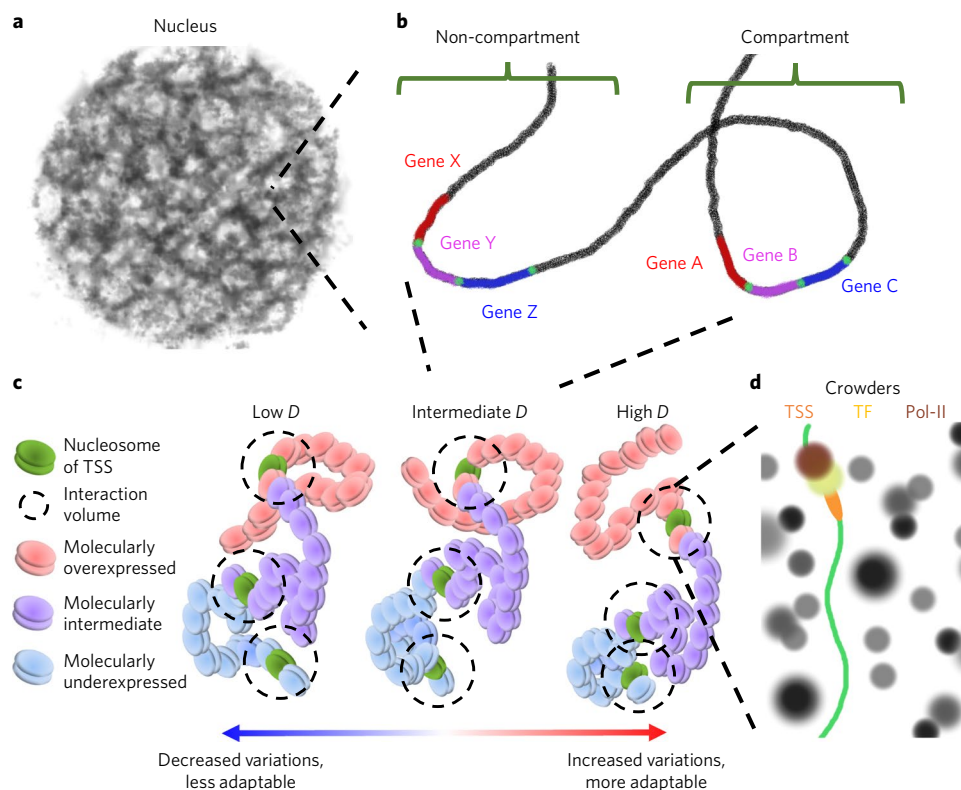 a
Nucleus
b
Non-compartment
Compartment
Gene X
Gene Y
Gene Z
Gene A
Gene B
Gene C
c
Low D
Intermediate D
High D
Nucleosome
of TSS
Interaction
volume
Molecularly
overexpressed
Molecularly
intermediate
Molecularly
underexpressed
Decreased variations,
less adaptable
Increased variations,
more adaptable
d
Crowders
TSS TF Pol-II